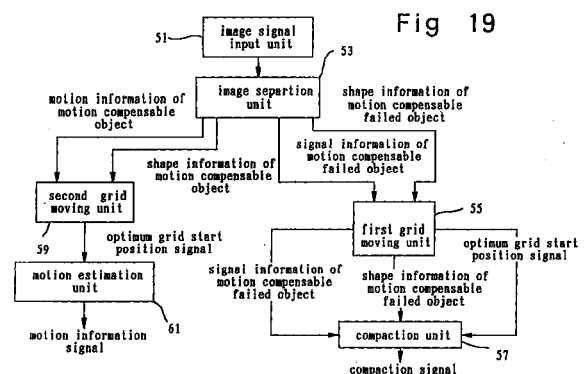 Fig 19
51
image signal
input unit
53
image separtion
unit
motion information of
motion compensable
object
shape information of
motion compensable
object
signal information of
motion compensable
failed object
shape information of
motion compensable
failed object
second grid
moving unit
59
optimum grid start
position signal
motion estimation
unit
61
motion information
signal
first grid
moving unit
55
signal information of
motion compensable
failed object
shape information of
motion compensable
failed object
optimum grid start
position signal
compaction unit
57
compaction signal